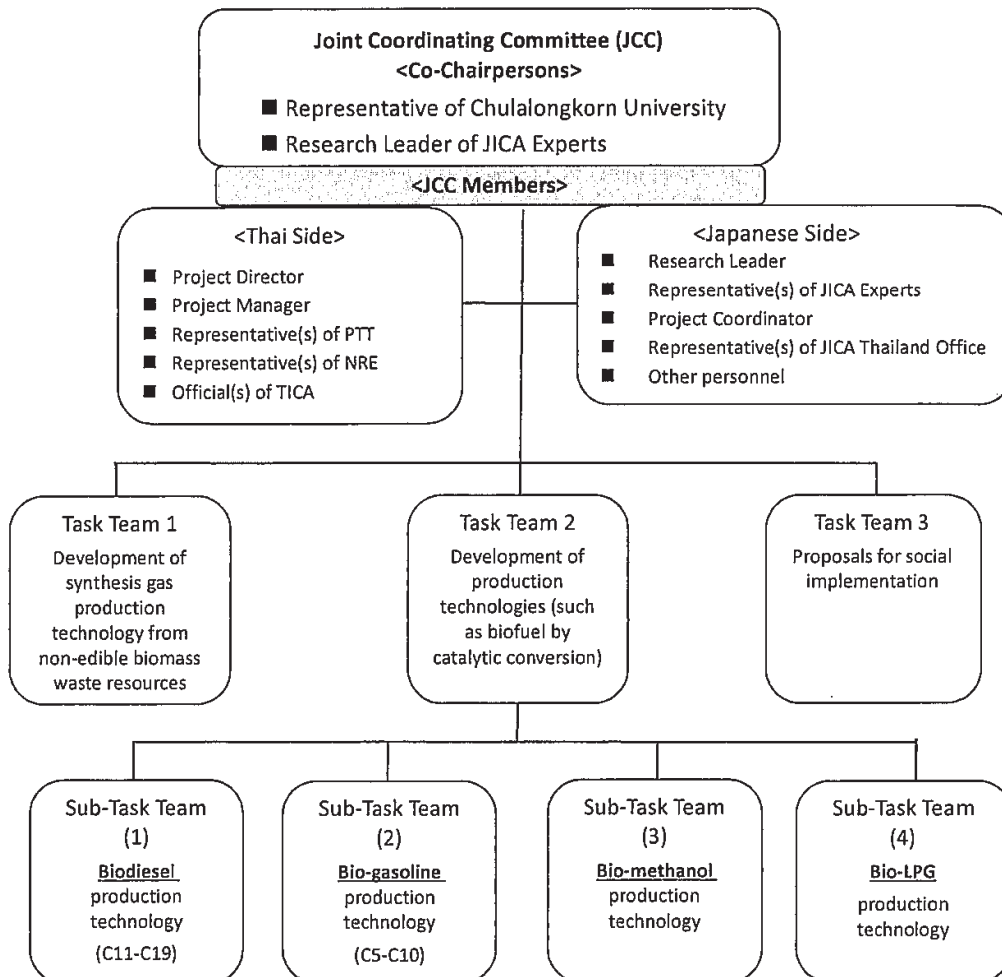 Joint Coordinating Committee (JCC)
<Co-Chairpersons>
■ Representative of Chulalongkorn University
■ Research Leader of JICA Experts
<JCC Members>
<Thai Side>
■ Project Director
■ Project Manager
■ Representative(s) of PTT
■ Representative(s) of NRE
■ Official(s) of TICA
<Japanese Side>
■ Research Leader
■ Representative(s) of JICA Experts
■ Project Coordinator
■ Representative(s) of JICA Thailand Office
■ Other personnel
Task Team 1
Development of
synthesis gas
production
technology from
non-edible biomass
waste resources
Task Team 2
Development of
production
technologies (such
as biofuel by
catalytic conversion)
Task Team 3
Proposals for social
implementation
Sub-Task Team
(1)
Biodiesel
production
technology
(C11-C19)
Sub-Task Team
(2)
Bio-gasoline
production
technology
(C5-C10)
Sub-Task Team
(3)
Bio-methanol
production
technology
Sub-Task Team
(4)
Bio-LPG
production
technology